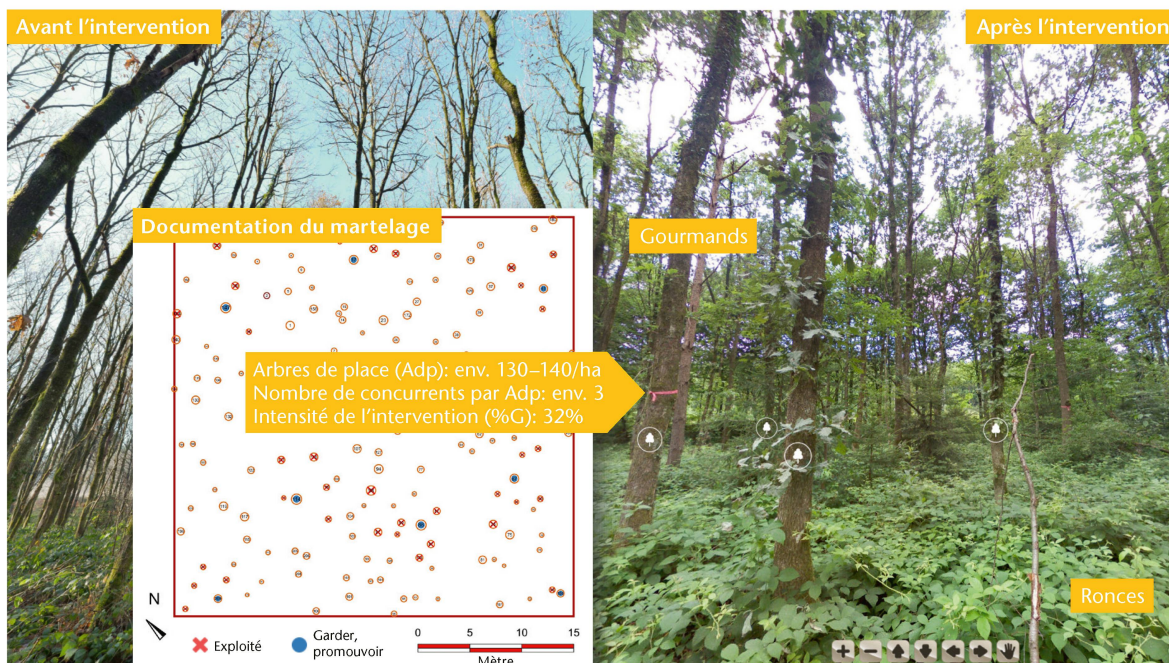 Avant l'intervention
Après l'intervention
Documentation du martelage
Gourmands
Arbres de place (Adp): env. 130–140/ha
Nombre de concurrents par Adp: env. 3
Intensité de l'intervention (%G): 32%
Ronces
N
Exploité
Garder,
promouvoir
0 5 10 15
Mètre